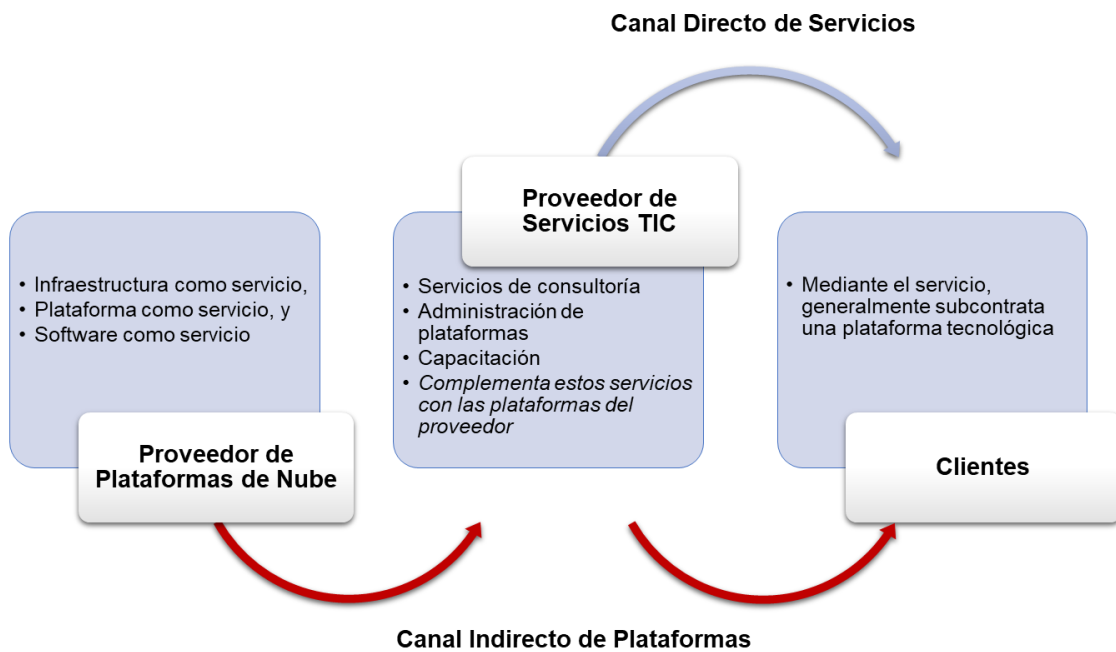 Canal Directo de Servicios
Proveedor de
Servicios TIC
• Infraestructura como servicio,
• Plataforma como servicio, y
• Software como servicio
Proveedor de
Plataformas de Nube
• Servicios de consultoría
• Administración de
plataformas
• Capacitación
• Complementa estos servicios
con las plataformas del
proveedor
• Mediante el servicio,
generalmente subcontrata
una plataforma tecnológica
Clientes
Canal Indirecto de Plataformas